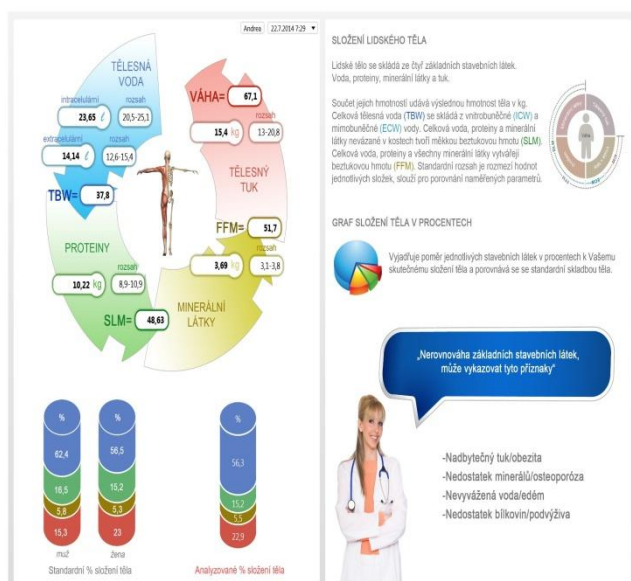 Andrea 22.7.2014 7:29
TĚLESNÁ
VODA
intracelulární
rozsah
23,65 ℓ
20,5-25,1
extracelulární
rozsah
14,14 ℓ
12,6-15,4
TBW=
37,8
VÁHA=
67,1
rozsah
15,4 kg
13-20,8
TĚLESNÝ
TUK
FFM=
51,7
rozsah
3,69 kg
3,1-3,8
MINERÁLNÍ
LÁTKY
PROTEINY
rozsah
10,22 kg
8,9-10,9
SLM=
48,63
%
62,4
16,5
5,8
15,3
muž
%
56,5
15,2
5,3
23
žena
Standardní % složení těla
%
56,3
15,2
5,5
22,9
Analyzované % složení těla
SLOŽENÍ LIDSKÉHO TĚLA
Lidské tělo se skládá ze čtyř základních stavebních látek.
Voda, proteiny, minerální látky a tuk.
Součet jejich hmotností udává výslednou hmotnost těla v kg.
Celková tělesná voda (TBW) se skládá z vnitrobuněčné (ICW) a
mimobuněčné (ECW) vody. Celková voda, proteiny a minerální
látky nevázané v kostech tvoří měkkou beztukovou hmotu (SLM).
Celková voda, proteiny a všechny minerální látky vytvářejí
beztukovou hmotu (FFM). Standardní rozsah je rozmezí hodnot
jednotlivých složek, slouží pro porovnání naměřených parametrů.
GRAF SLOŽENÍ TĚLA V PROCENTECH
Vyjadřuje poměr jednotlivých stavebních látek v procentech k Vašemu
skutečnému složení těla a porovnává se se standardní skladbou těla.
„Nerovnováha základních stavebních látek,
může vykazovat tyto příznaky"
-Nadbytečný tuk/obezita
-Nedostatek minerálů/osteoporóza
-Nevyvážená voda/edém
-Nedostatek bílkovin/podvýživa